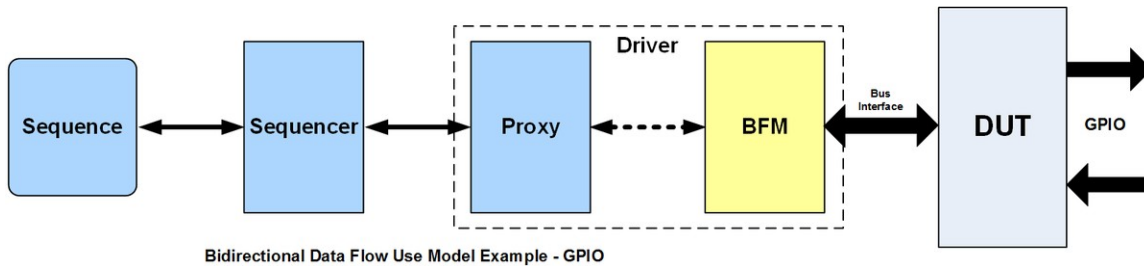 Driver
Sequence
Sequencer
Proxy
BFM
Bus
Interface
DUT
GPIO
Bidirectional Data Flow Use Model Example - GPIO